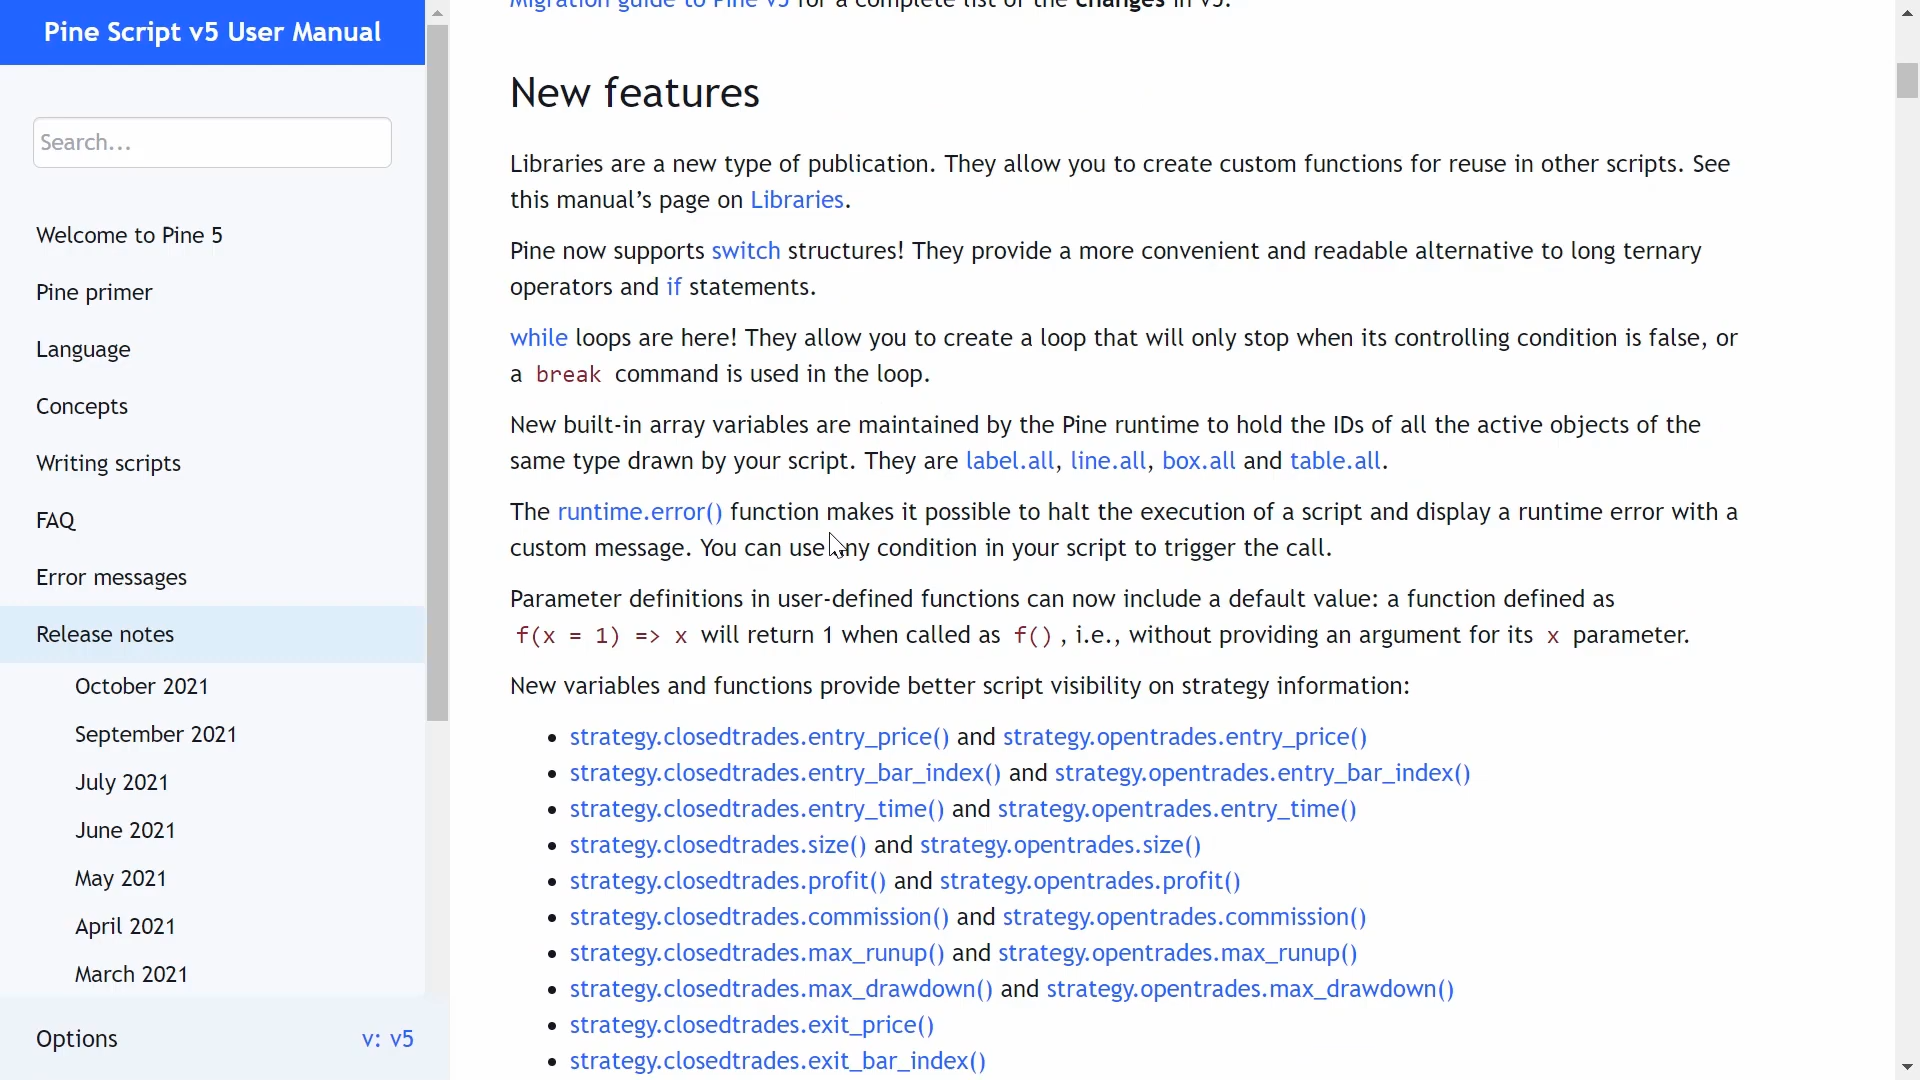 Pine Script v5 User Manual
Search...
Welcome to Pine 5
Pine primer
Language
Concepts
Writing scripts
FAQ
Error messages
Release notes
October 2021
September 2021
July 2021
June 2021
May 2021
April 2021
March 2021
Options
v: v5
Migration guide to Pine v5 for a complete list of the changes in v5.
New features
Libraries are a new type of publication. They allow you to create custom functions for reuse in other scripts. See
this manual’s page on Libraries.
Pine now supports switch structures! They provide a more convenient and readable alternative to long ternary
operators and if statements.
while loops are here! They allow you to create a loop that will only stop when its controlling condition is false, or
a break command is used in the loop.
New built-in array variables are maintained by the Pine runtime to hold the IDs of all the active objects of the
same type drawn by your script. They are label.all, line.all, box.all and table.all.
The runtime.error() function makes it possible to halt the execution of a script and display a runtime error with a
custom message. You can use any condition in your script to trigger the call.
Parameter definitions in user-defined functions can now include a default value: a function defined as
f(x = 1) => x will return 1 when called as f(), i.e., without providing an argument for its x parameter.
New variables and functions provide better script visibility on strategy information:
• strategy.closedtrades.entry_price() and strategy.opentrades.entry_price()
• strategy.closedtrades.entry_bar_index() and strategy.opentrades.entry_bar_index()
• strategy.closedtrades.entry_time() and strategy.opentrades.entry_time()
• strategy.closedtrades.size() and strategy.opentrades.size()
• strategy.closedtrades.profit() and strategy.opentrades.profit()
• strategy.closedtrades.commission() and strategy.opentrades.commission()
• strategy.closedtrades.max_runup() and strategy.opentrades.max_runup()
• strategy.closedtrades.max_drawdown() and strategy.opentrades.max_drawdown()
• strategy.closedtrades.exit_price()
• strategy.closedtrades.exit_bar_index()